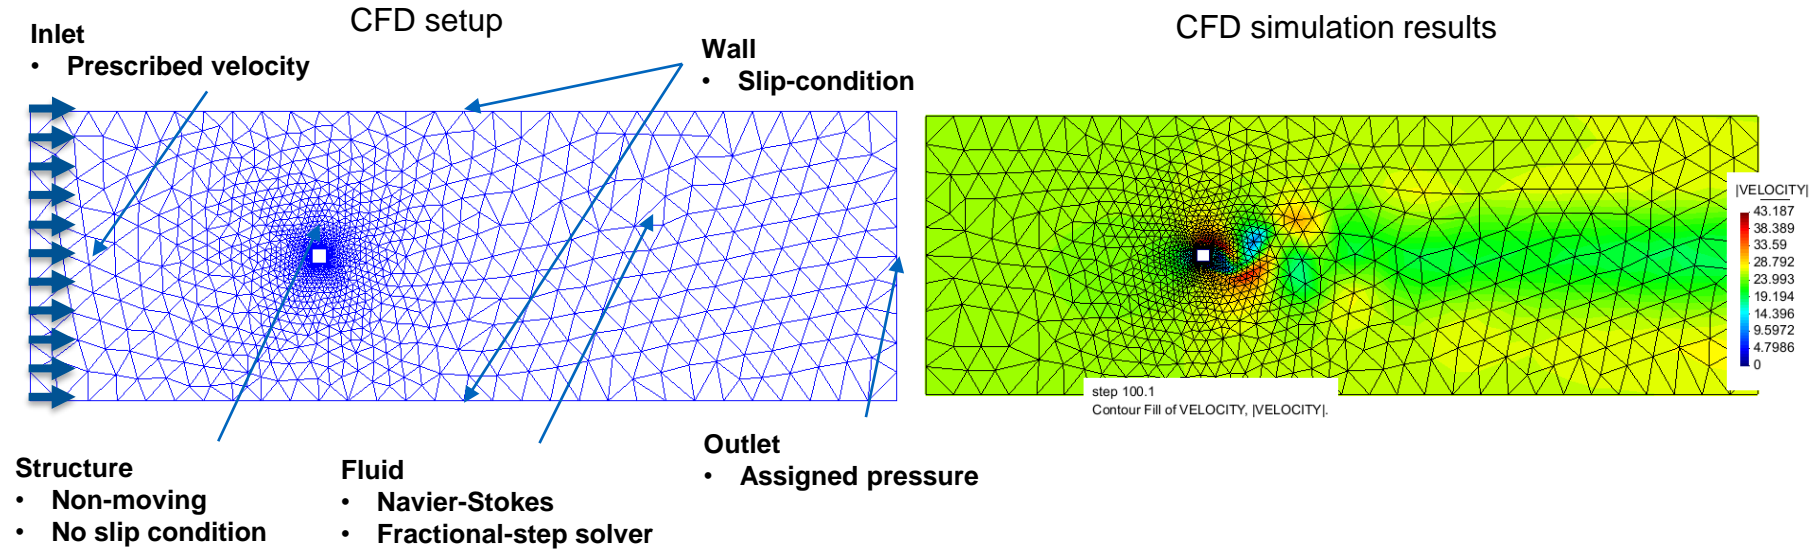 CFD setup
Inlet
• Prescribed velocity
Wall
• Slip-condition
Structure
• Non-moving
• No slip condition
Fluid
• Navier-Stokes
• Fractional-step solver
Outlet
• Assigned pressure
CFD simulation results
|VELOCITY|
43.187
38.389
33.59
28.792
23.993
19.194
14.396
9.5972
4.7986
0
step 100.1
Contour Fill of VELOCITY, |VELOCITY|.